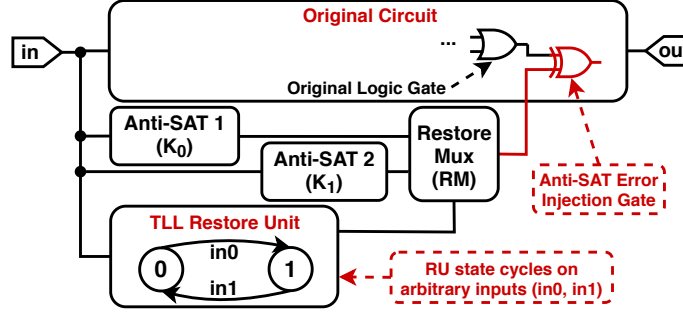 Original Circuit
in
...
out
Original Logic Gate
Anti-SAT 1
(K0)
Restore
Mux
(RM)
Anti-SAT 2
(K1)
Anti-SAT Error
Injection Gate
TLL Restore Unit
0
in0
1
in1
RU state cycles on
arbitrary inputs (in0, in1)